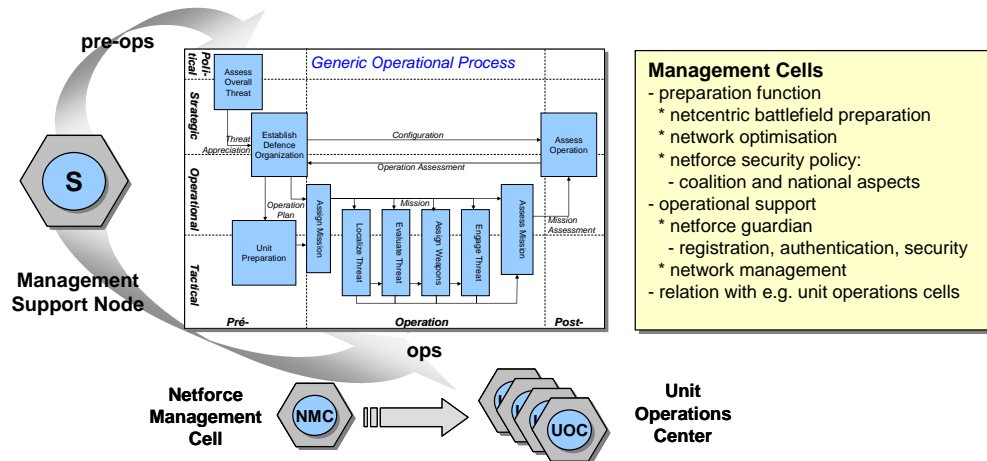 pre-ops
Poli-
tical
Strategic
Operational
Tactical
Generic Operational Process
Assess
Overall
Threat
Threat
Appreciation
Establish
Defence
Organization
Configuration
Assess
Operation
Operation Assessment
Operation
Plan
Assign Mission
Mission
Localize Threat
Evaluate Threat
Assign Weapons
Engage Threat
Assess Mission
Mission
Assessment
Unit
Preparation
Pré-
Operation
Post-
S
Management
Support Node
ops
Netforce
Management
Cell
NMC
UOC
Unit
Operations
Center
Management Cells
- preparation function
* netcentric battlefield preparation
* network optimisation
* netforce security policy:
- coalition and national aspects
- operational support
* netforce guardian
- registration, authentication, security
* network management
- relation with e.g. unit operations cells